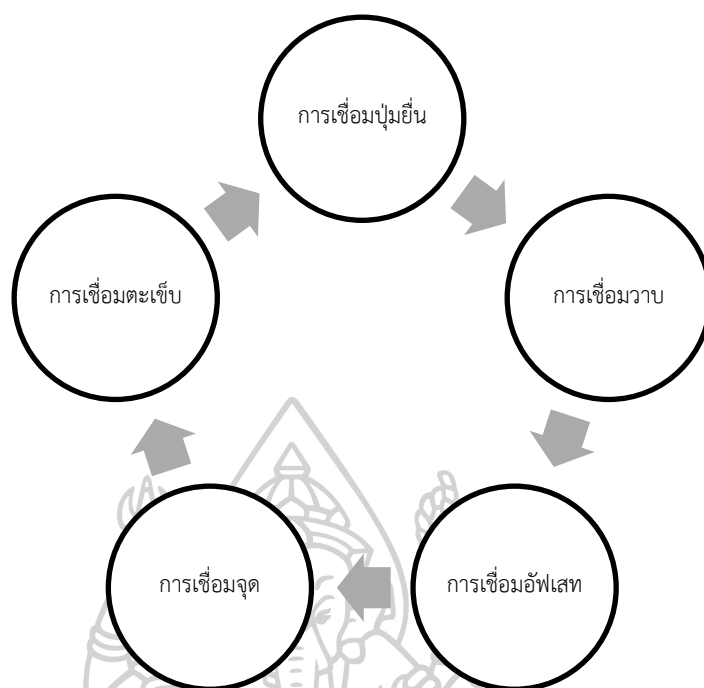 การเชื่อมปุ่มยื่น
การเชื่อมวาบ
การเชื่อมอัฟเสท
การเชื่อมจุด
การเชื่อมตะเข็บ